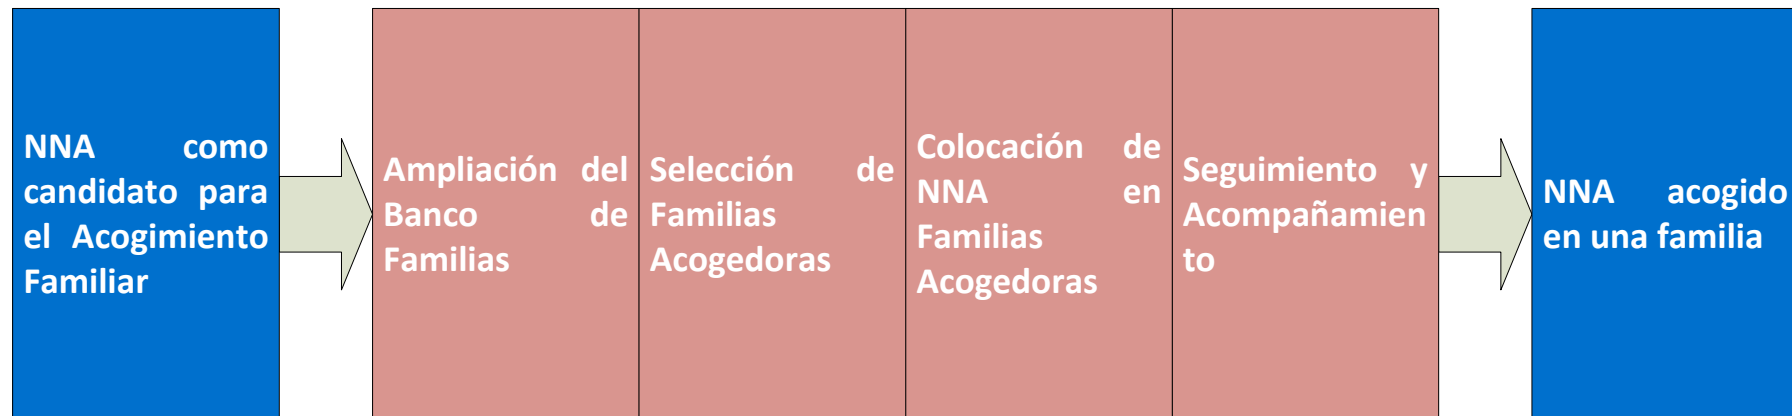 NNA como
candidato para
el Acogimiento
Familiar
Ampliación del
Banco de
Familias
Selección de
Familias
Acogedoras
Colocación de
NNA en
Familias
Acogedoras
Seguimiento y
Acompañamien
to
NNA acogido
en una familia